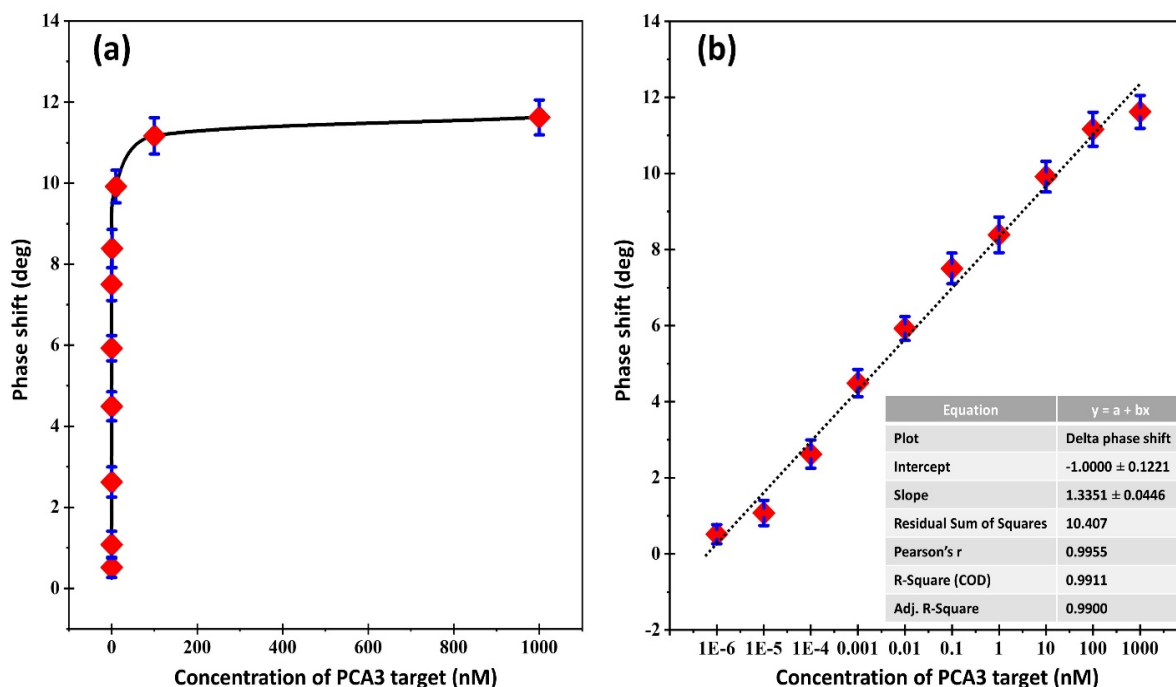 (a)
14
12
10
8
6
4
2
0
Phase shift (deg)
0 200 400 600 800 1000
Concentration of PCA3 target (nM)
(b)
14
12
10
8
6
4
2
0
-2
Phase shift (deg)
1E-6 1E-5 1E-4 0.001 0.01 0.1 1 10 100 1000
Concentration of PCA3 target (nM)
Equation y = a + bx
Plot Delta phase shift
Intercept -1.0000 ± 0.1221
Slope 1.3351 ± 0.0446
Residual Sum of Squares 10.407
Pearson’s r 0.9955
R-Square (COD) 0.9911
Adj. R-Square 0.9900